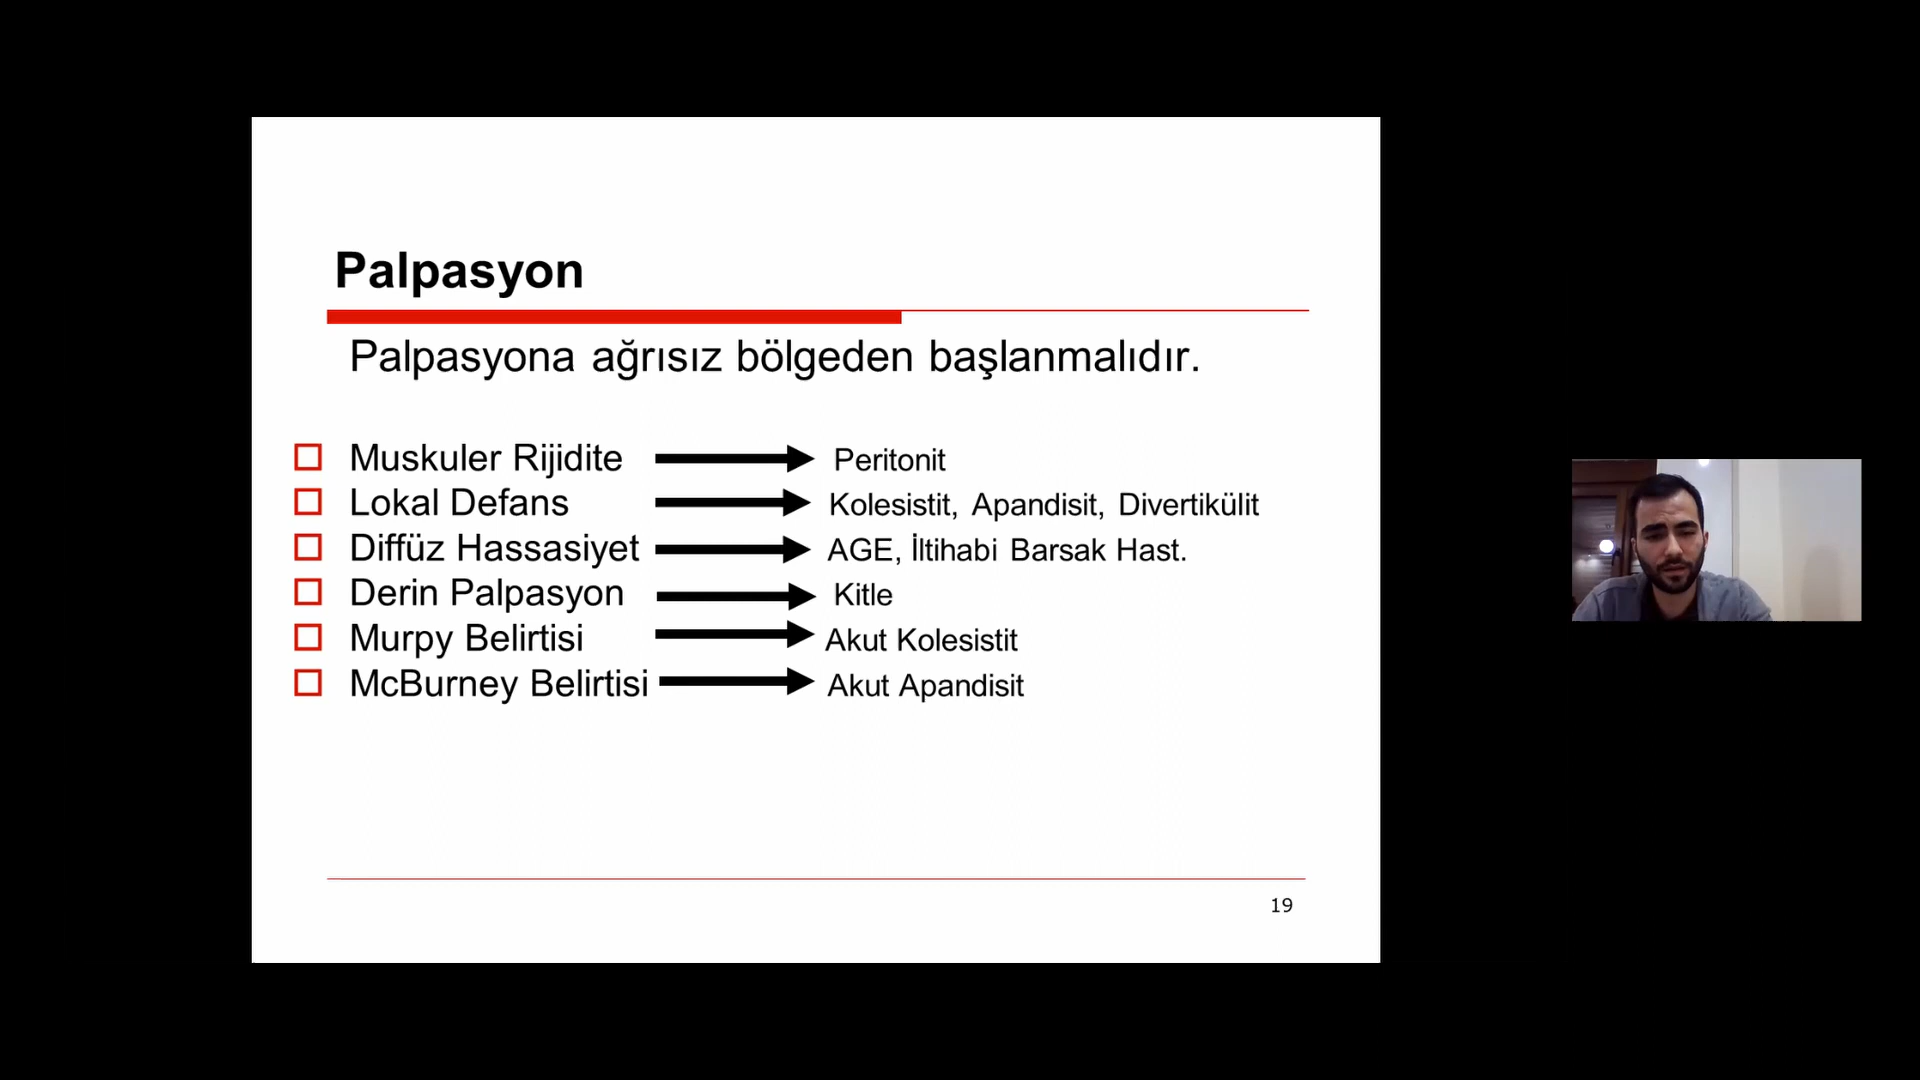 Palpasyon
Palpasyona ağrısız bölgeden başlanmalıdır.
Muskuler Rijidite Peritonit
Lokal Defans Kolesistit, Apandisit, Divertikülit
Diffüz Hassasiyet AGE, İltihabi Barsak Hast.
Derin Palpasyon Kitle
Murpy Belirtisi Akut Kolesistit
McBurney Belirtisi Akut Apandisit
19